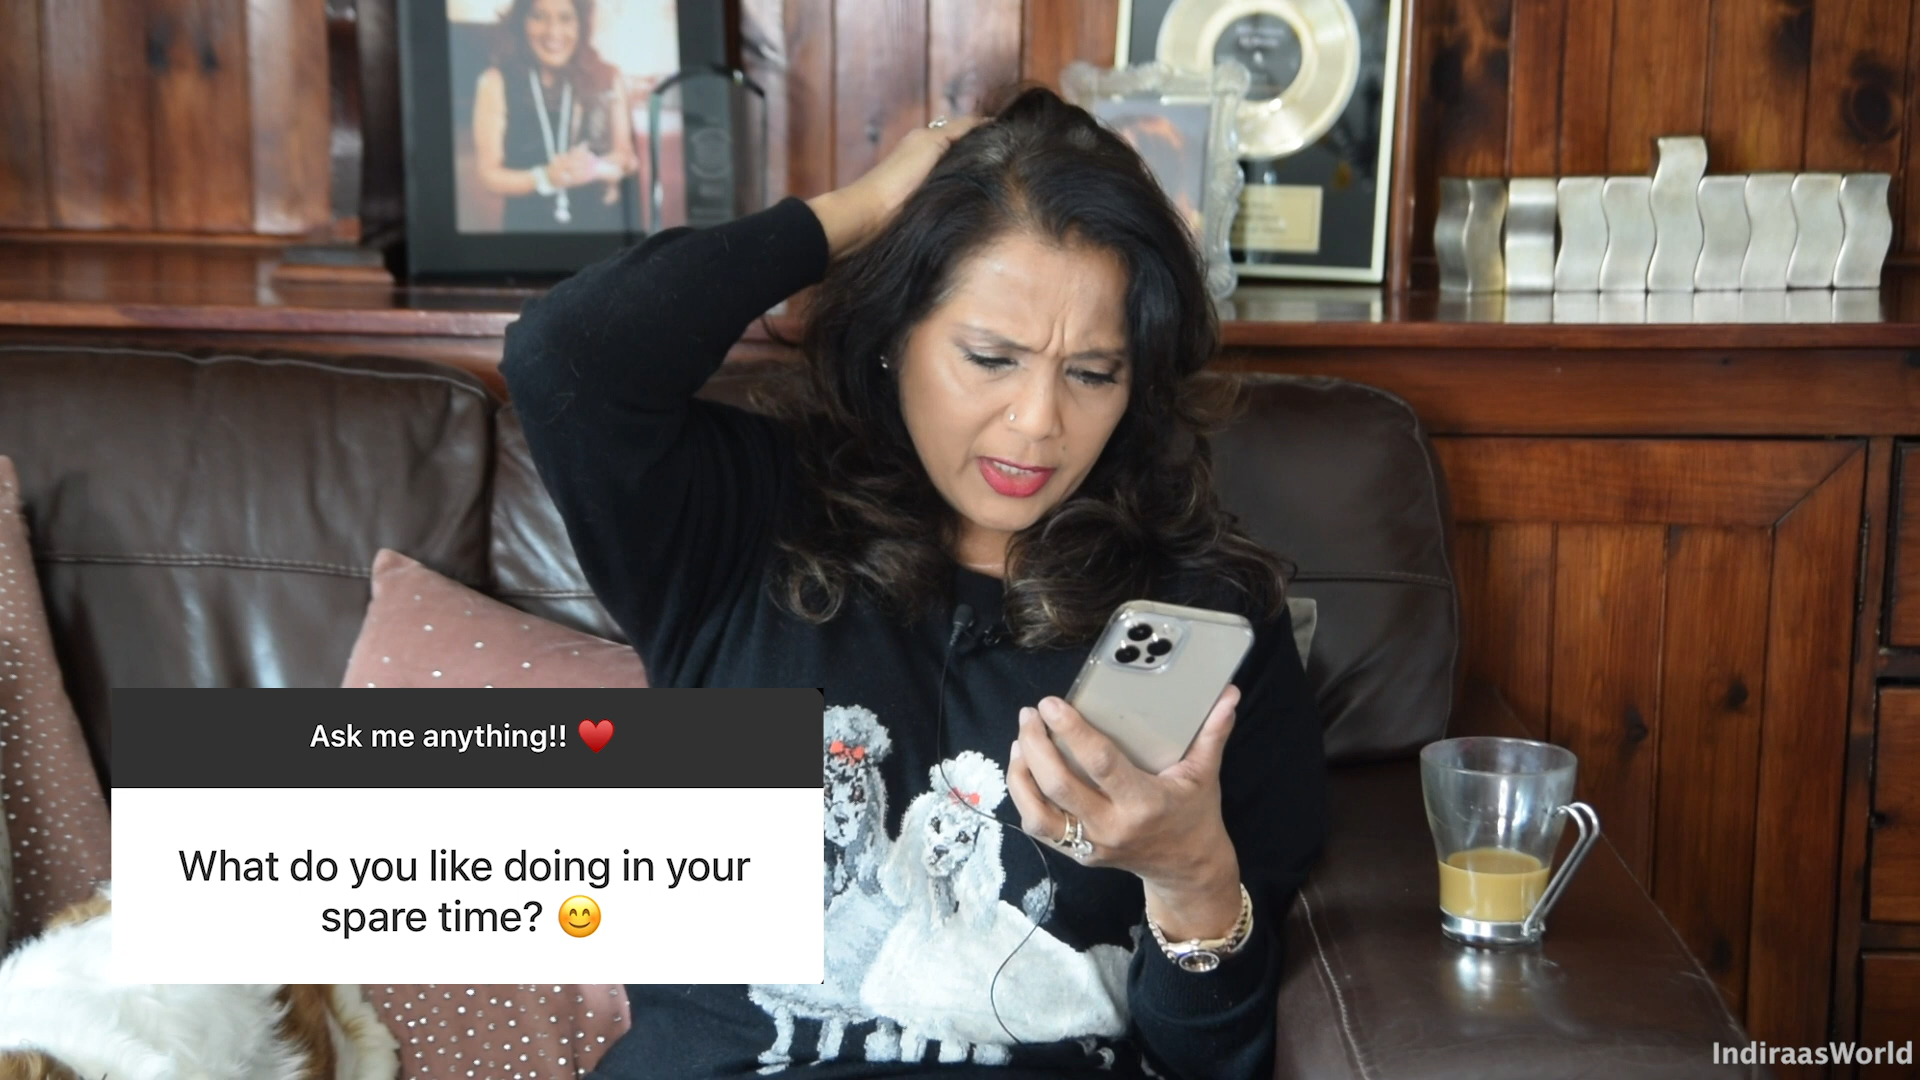 Ask me anything!! ❤️
What do you like doing in your
spare time? 😊
IndiraasWorld